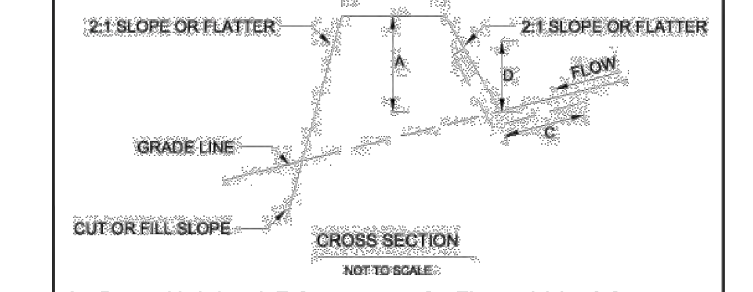 2:1 SLOPE OR FLATTER
2:1 SLOPE OR FLATTER
A
D
FLOW
C
GRADE LINE
CUT OR FILL SLOPE
CROSS SECTION
NOT TO SCALE